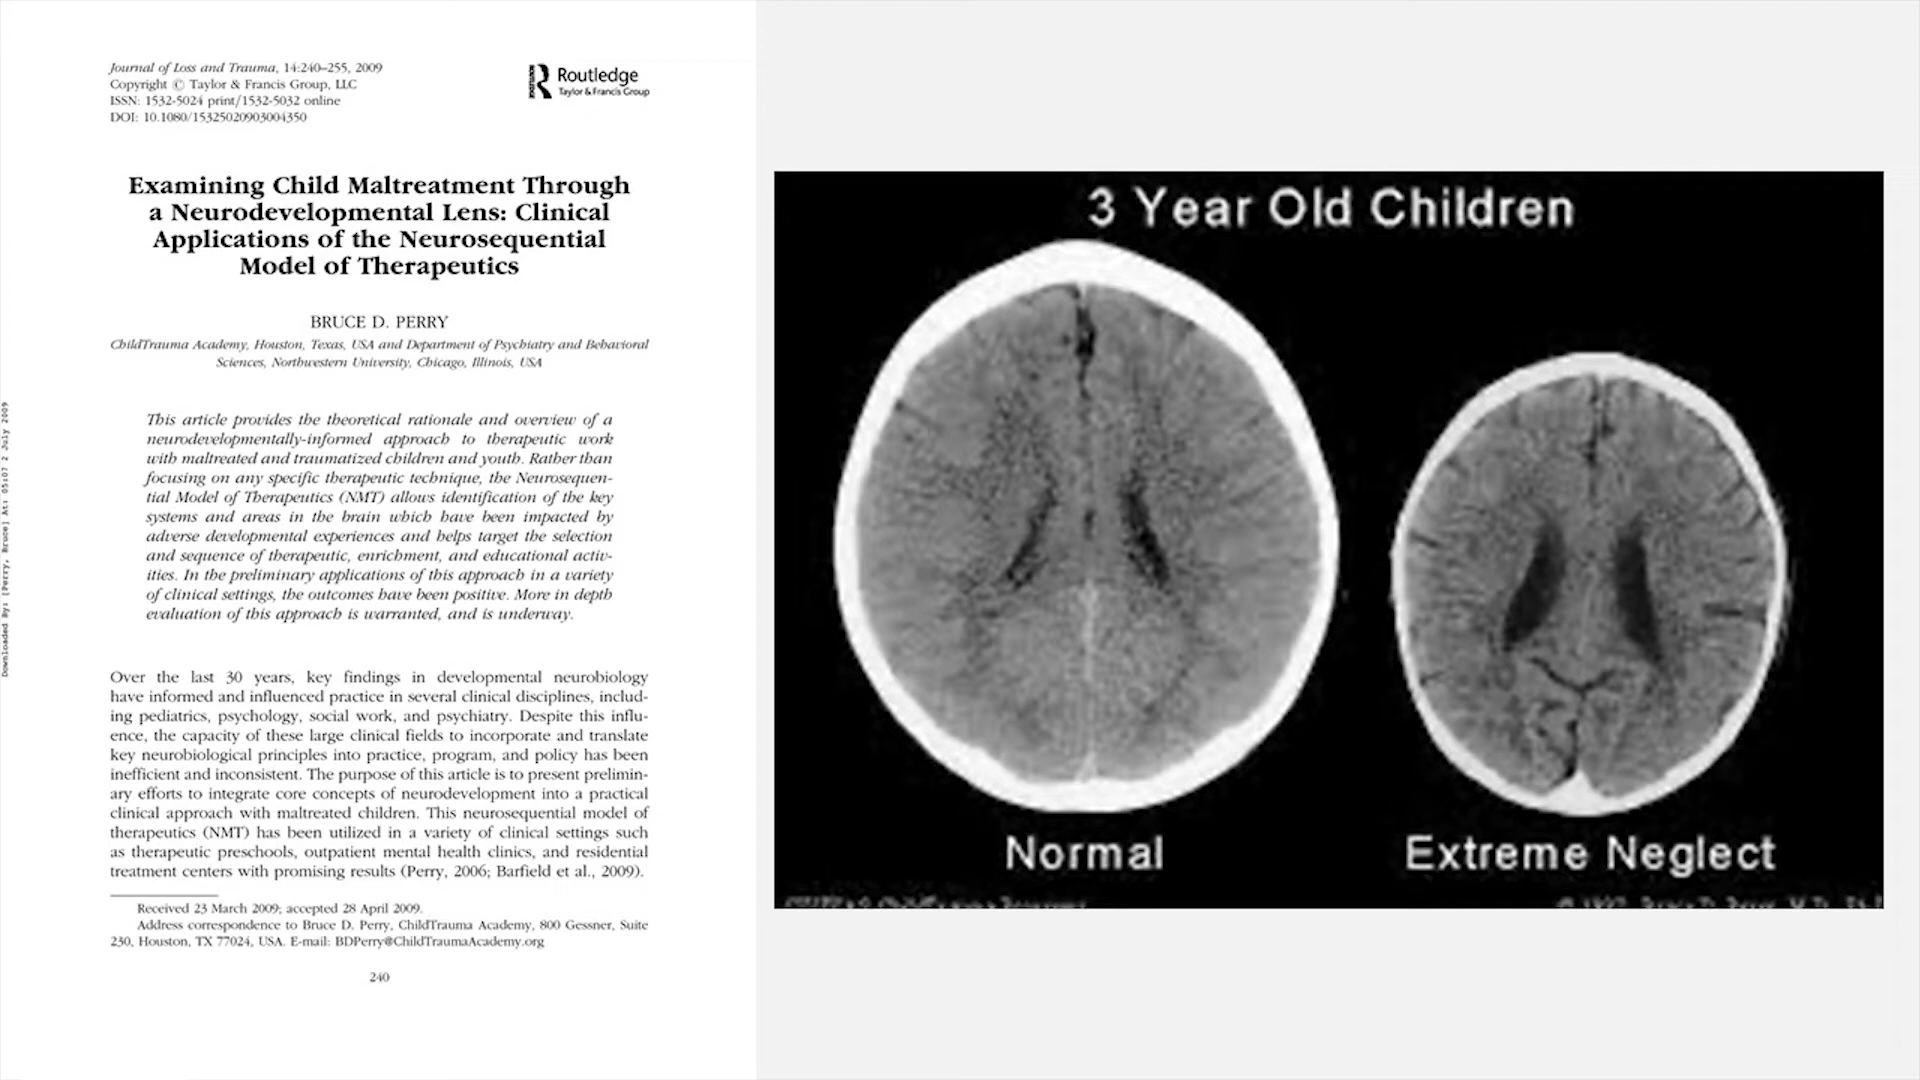 Journal of Loss and Trauma, 14:240–255, 2009
Copyright © Taylor & Francis Group, LLC
ISSN: 1532-5024 print/1532-5032 online
DOI: 10.1080/15325020903004350
Routledge
Taylor & Francis Group
Examining Child Maltreatment Through
a Neurodevelopmental Lens: Clinical
Applications of the Neurosequential
Model of Therapeutics
BRUCE D. PERRY
ChildTrauma Academy, Houston, Texas, USA and Department of Psychiatry and Behavioral
Sciences, Northwestern University, Chicago, Illinois, USA
This article provides the theoretical rationale and overview of a
neurodevelopmentally-informed approach to therapeutic work
with maltreated and traumatized children and youth. Rather than
focusing on any specific therapeutic technique, the Neurosequen-
tial Model of Therapeutics (NMT) allows identification of the key
systems and areas in the brain which have been impacted by
adverse developmental experiences and helps target the selection
and sequence of therapeutic, enrichment, and educational activ-
ities. In the preliminary applications of this approach in a variety
of clinical settings, the outcomes have been positive. More in depth
evaluation of this approach is warranted, and is underway.
Over the last 30 years, key findings in developmental neurobiology
have informed and influenced practice in several clinical disciplines, includ-
ing pediatrics, psychology, social work, and psychiatry. Despite this influ-
ence, the capacity of these large clinical fields to incorporate and translate
key neurobiological principles into practice, program, and policy has been
inefficient and inconsistent. The purpose of this article is to present prelimin-
ary efforts to integrate core concepts of neurodevelopment into a practical
clinical approach with maltreated children. This neurosequential model of
therapeutics (NMT) has been utilized in a variety of clinical settings such
as therapeutic preschools, outpatient mental health clinics, and residential
treatment centers with promising results (Perry, 2006; Barfield et al., 2009).
Received 23 March 2009; accepted 28 April 2009.
Address correspondence to Bruce D. Perry, ChildTrauma Academy, 800 Gessner, Suite
230, Houston, TX 77024, USA. E-mail: BDPerry@ChildTraumaAcademy.org
240
Downloaded By: [Perry, Bruce] At: 05:07 2 July 2009
3 Year Old Children
Normal
Extreme Neglect